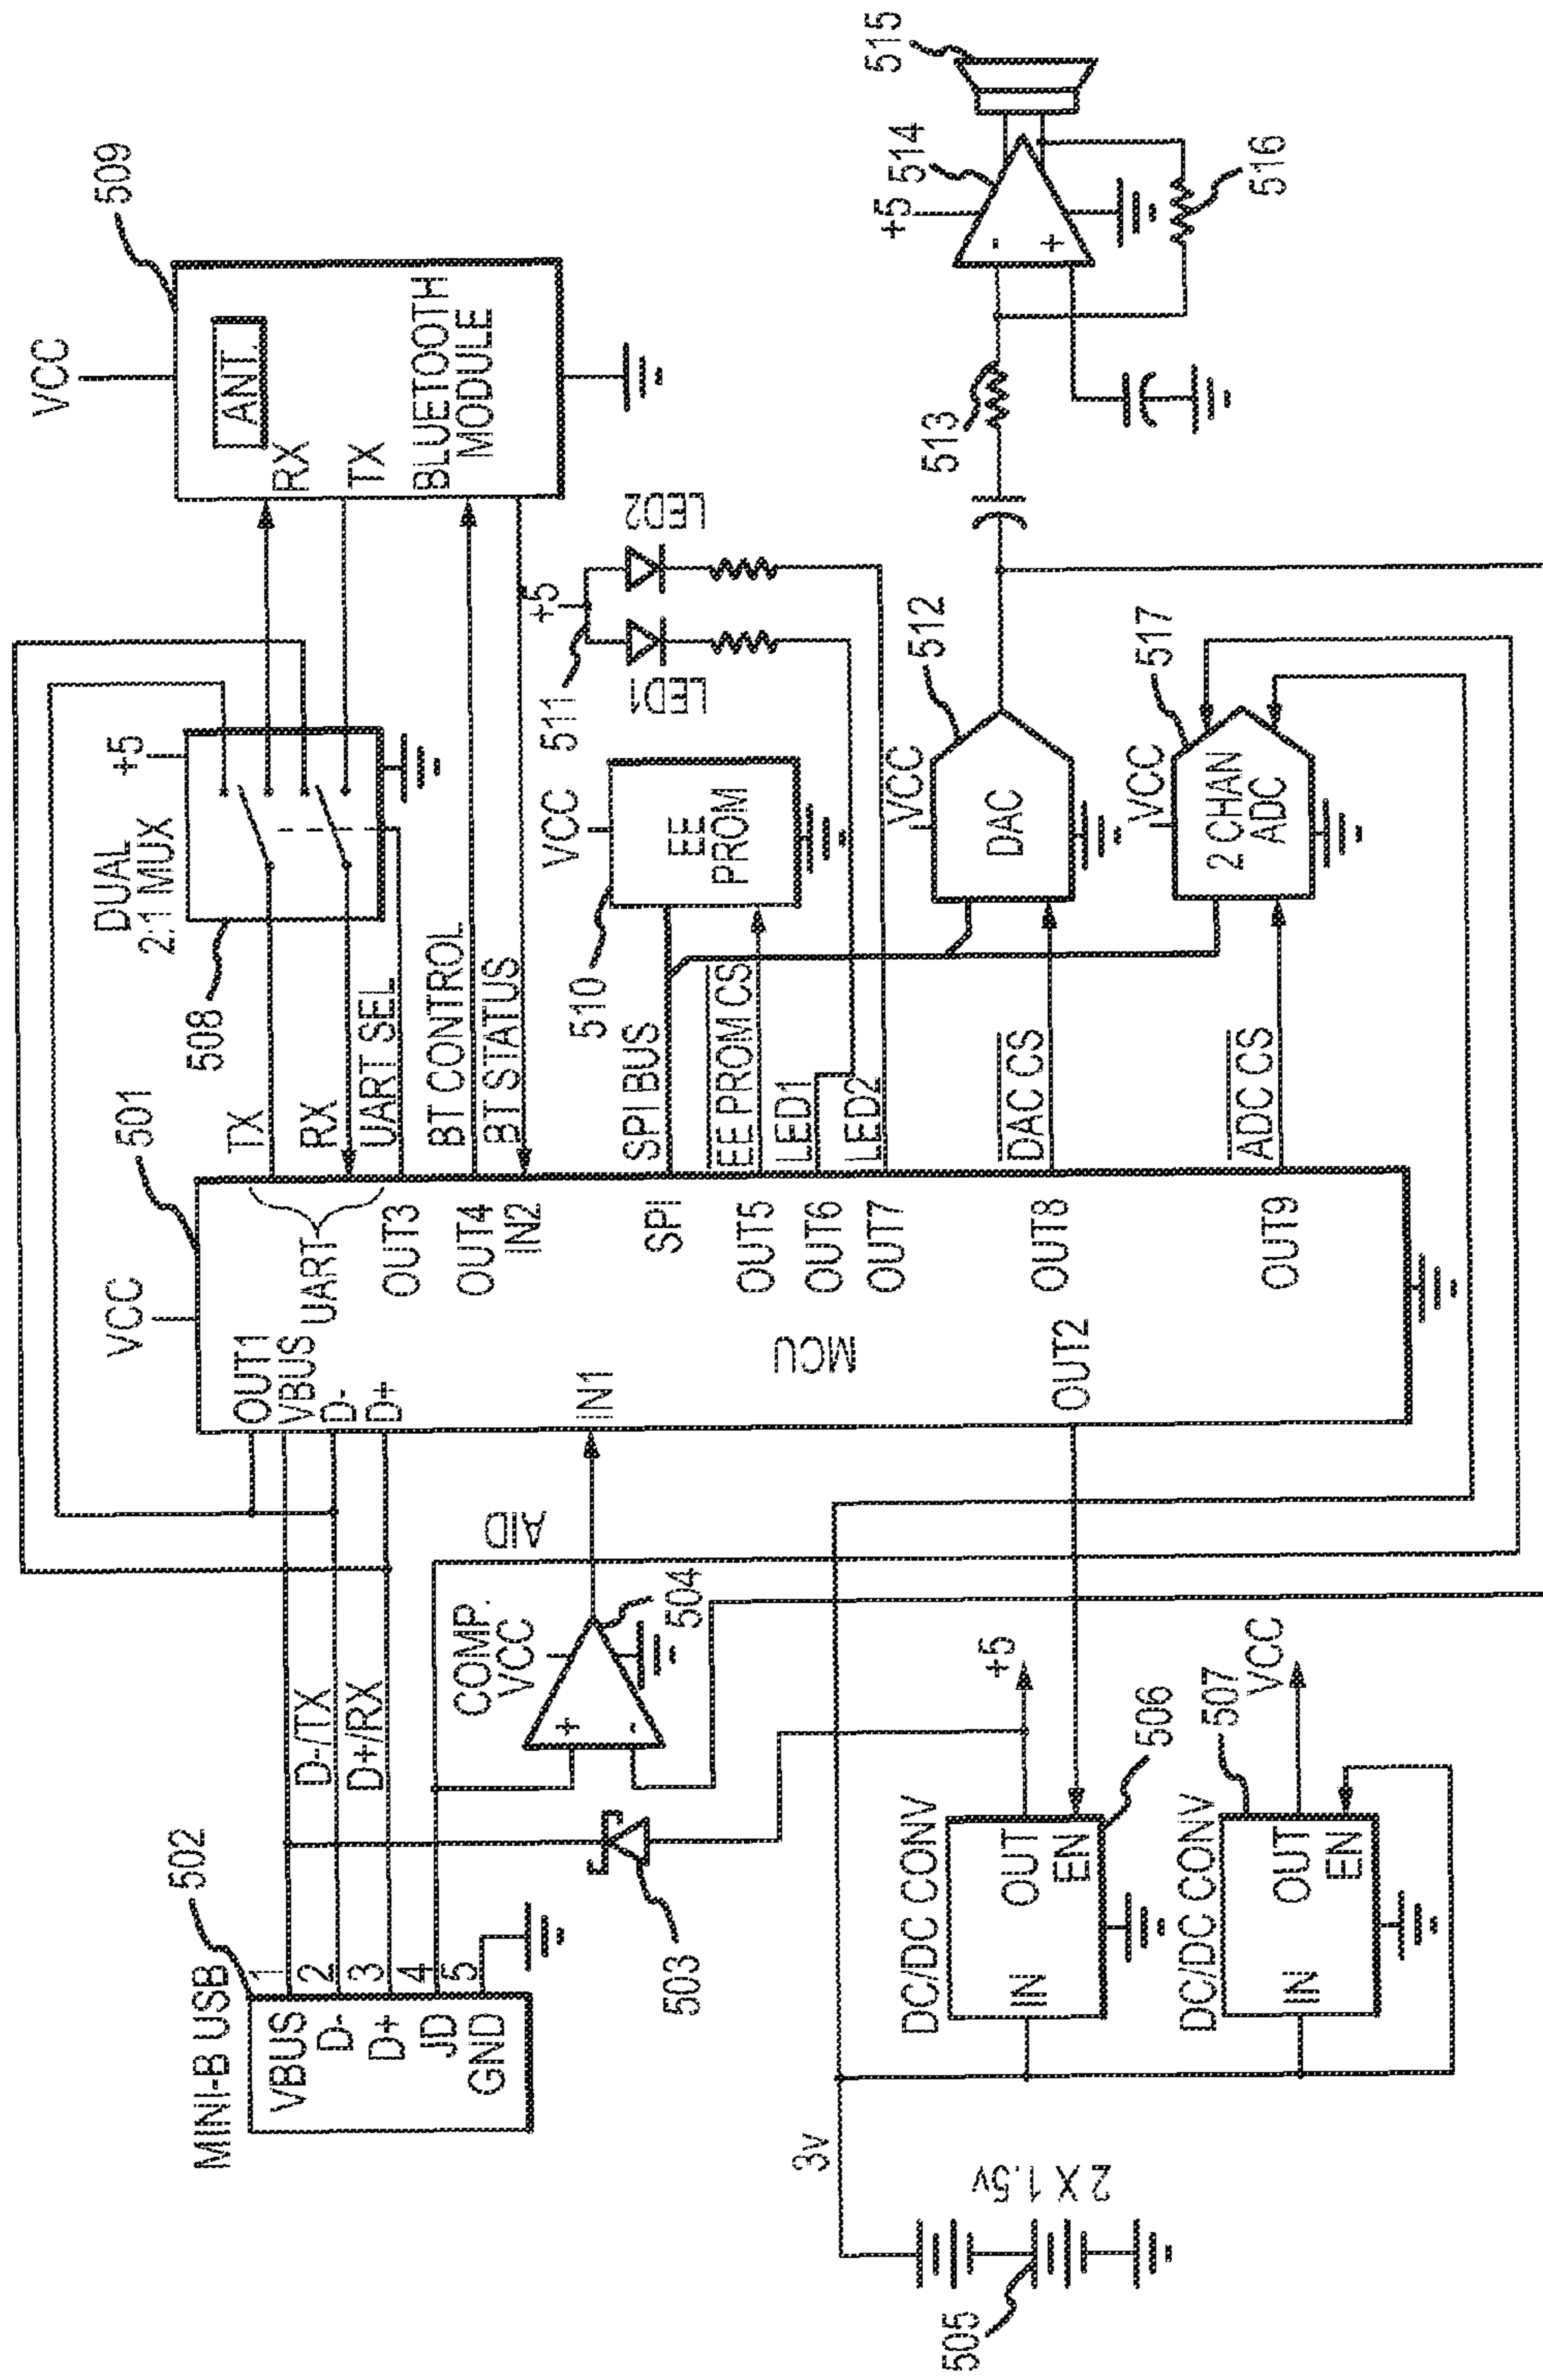 MINI-B USB
502
VBUS
D-
D+
JD
GND
1
2
3
4
5
D-/TX
D+/RX
503
COMP.
VCC
504
AID
3v
2 X 1.5v
505
DC/DC CONV
IN
OUT
EN
+5
506
DC/DC CONV
IN
OUT
EN
507
VCC
VCC
501
OUT1
VBUS
D-
D+
IN1
OUT2
MCU
UART
OUT3
OUT4
IN2
SPI
OUT5
OUT6
OUT7
OUT8
OUT9
TX
RX
UART SEL
BT CONTROL
BT STATUS
SPI BUS
EE PROM CS
LED1
LED2
DAC CS
ADC CS
DUAL
2:1 MUX
+5
508
VCC
509
ANT.
RX
TX
BLUETOOTH
MODULE
510
VCC
EE
PROM
511
+5
LED1
LED2
VCC
DAC
512
VCC
2 CHAN
ADC
517
513
+5
514
-
+
515
516
+
-